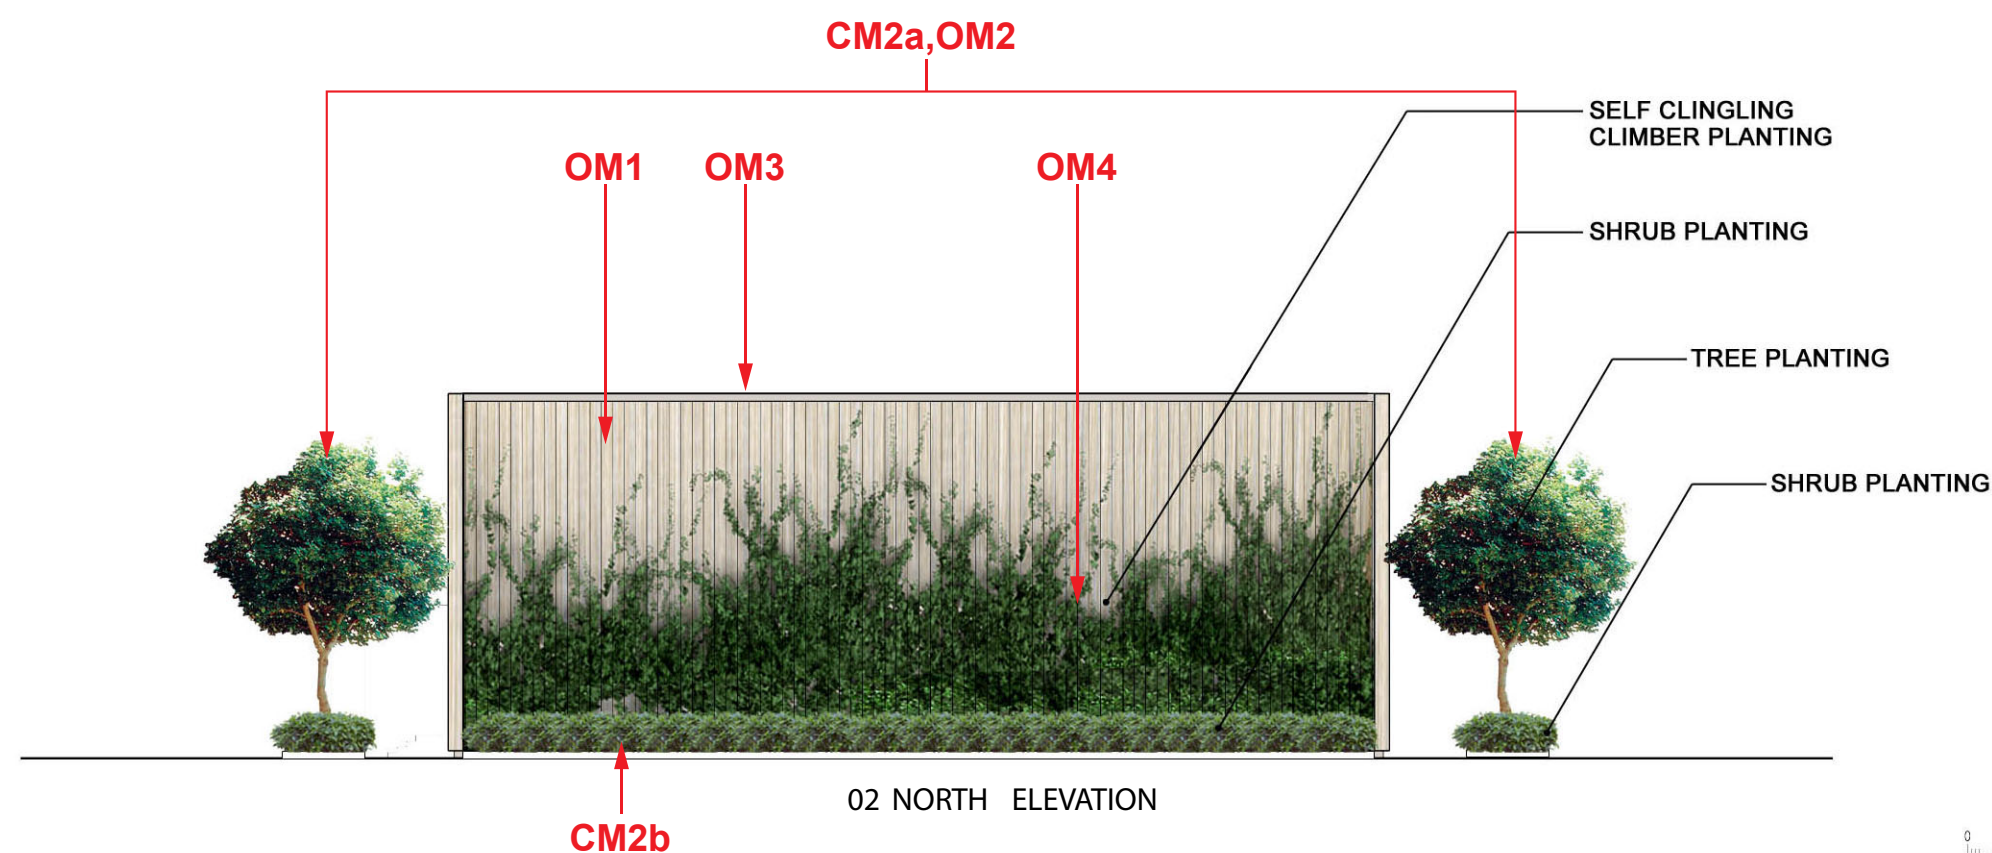 CM2a,OM2
SELF CLINGLING
CLIMBER PLANTING
OM1
OM3
OM4
SHRUB PLANTING
TREE PLANTING
SHRUB PLANTING
02 NORTH ELEVATION
CM2b
0